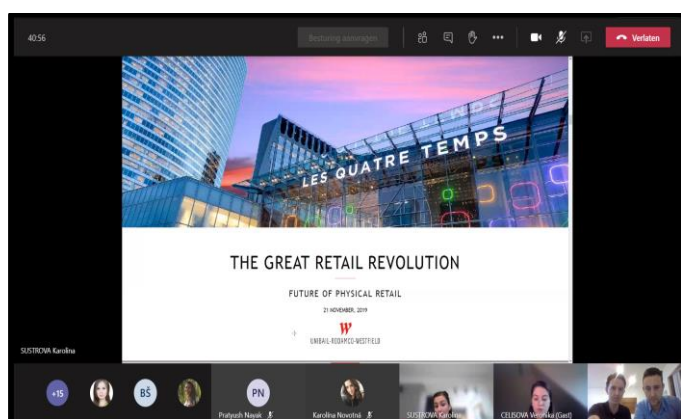 40:56
Besturing aanvragen
Verlaten
LES QUATRE TEMPS
THE GREAT RETAIL REVOLUTION
FUTURE OF PHYSICAL RETAIL
21 NOVEMBER, 2019
UNIBAIL-RODAMCO-WESTFIELD
SUSTROVA Karolina
+15
BŠ
PN
Pratyush Nayak
Karolína Novotná
SUSTROVA Karolina
CELISOVA Veronika (Gast)